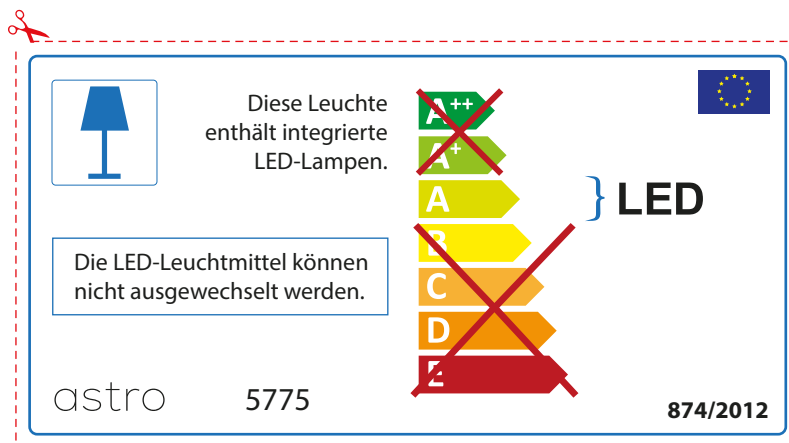 Diese Leuchte
enthält integrierte
LED-Lampen.
A++
A+
A
B
C
D
E
LED
Die LED-Leuchtmittel können
nicht ausgewechselt werden.
astro
5775
874/2012